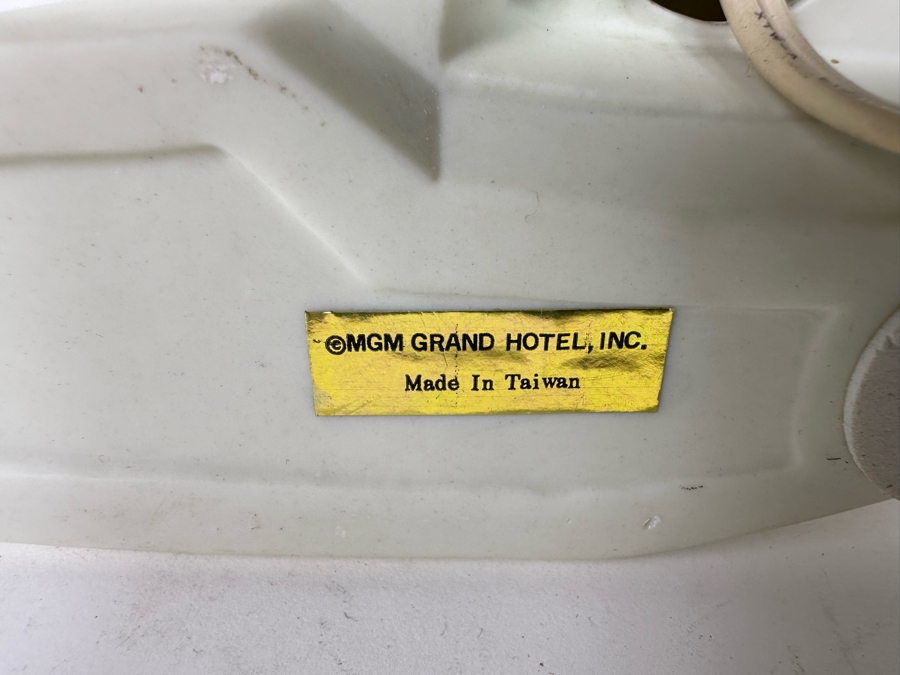 ©MGM GRAND HOTEL, INC.
Made In Taiwan